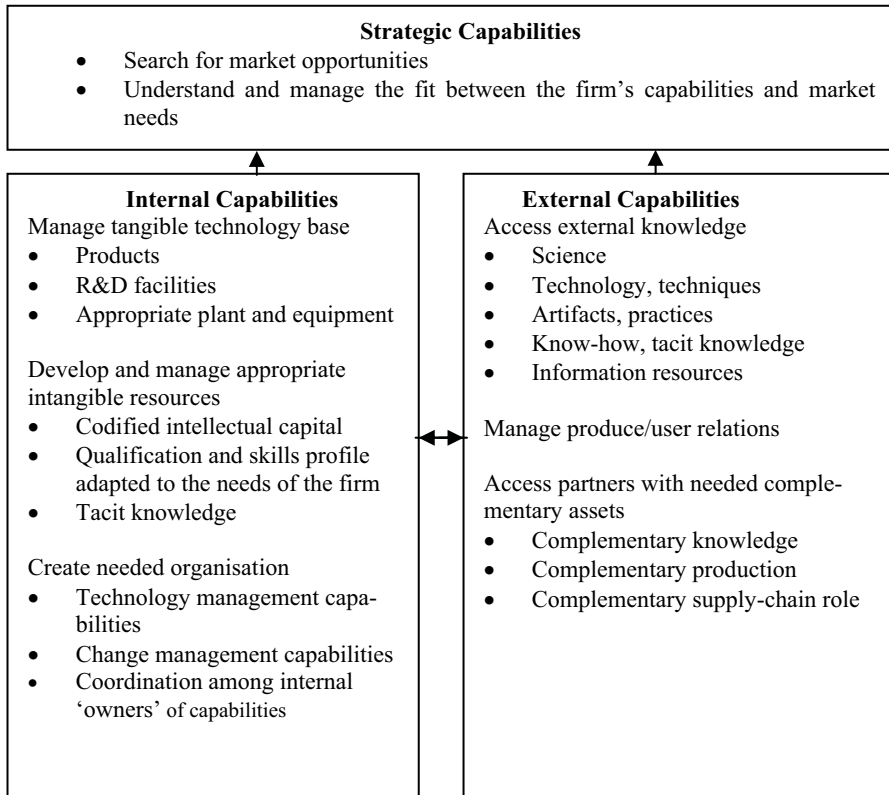 Strategic Capabilities
• Search for market opportunities
• Understand and manage the fit between the firm's capabilities and market
needs
Internal Capabilities
Manage tangible technology base
• Products
• R&D facilities
• Appropriate plant and equipment
Develop and manage appropriate
intangible resources
• Codified intellectual capital
• Qualification and skills profile
adapted to the needs of the firm
• Tacit knowledge
Create needed organisation
• Technology management capa-
bilities
• Change management capabilities
• Coordination among internal
'owners' of capabilities
External Capabilities
Access external knowledge
• Science
• Technology, techniques
• Artifacts, practices
• Know-how, tacit knowledge
• Information resources
Manage produce/user relations
Access partners with needed comple-
mentary assets
• Complementary knowledge
• Complementary production
• Complementary supply-chain role